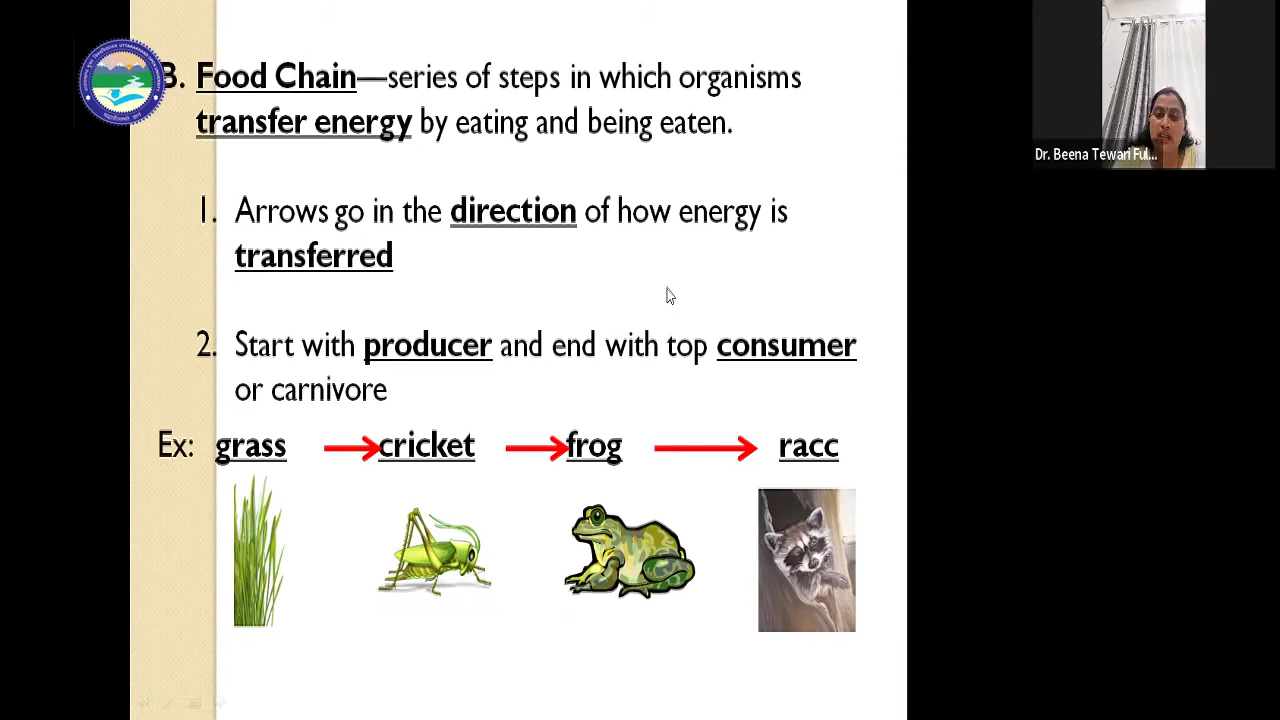 B. Food Chain—series of steps in which organisms
transfer energy by eating and being eaten.
1. Arrows go in the direction of how energy is
transferred
2. Start with producer and end with top consumer
or carnivore
Ex: grass cricket frog racc
Dr. Beena Tewari Ful...